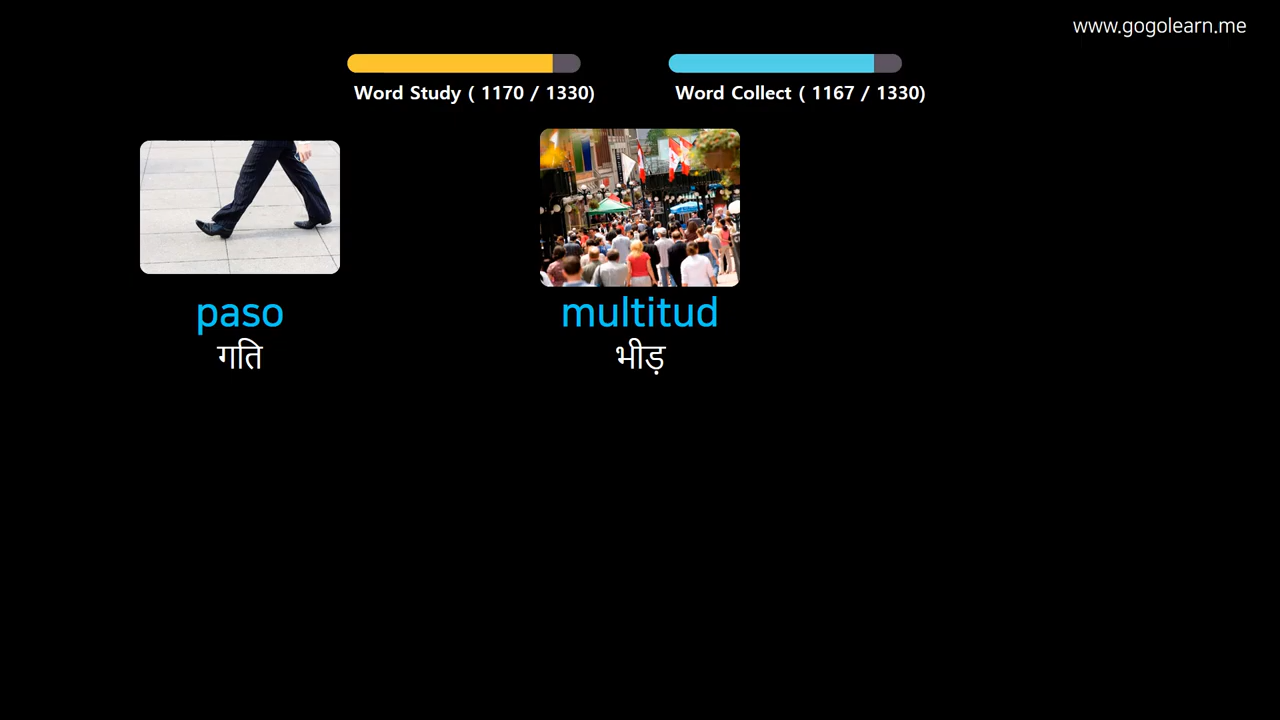 www.gogolearn.me
Word Study ( 1170 / 1330)
Word Collect ( 1167 / 1330)
paso
गति
multitud
भीड़